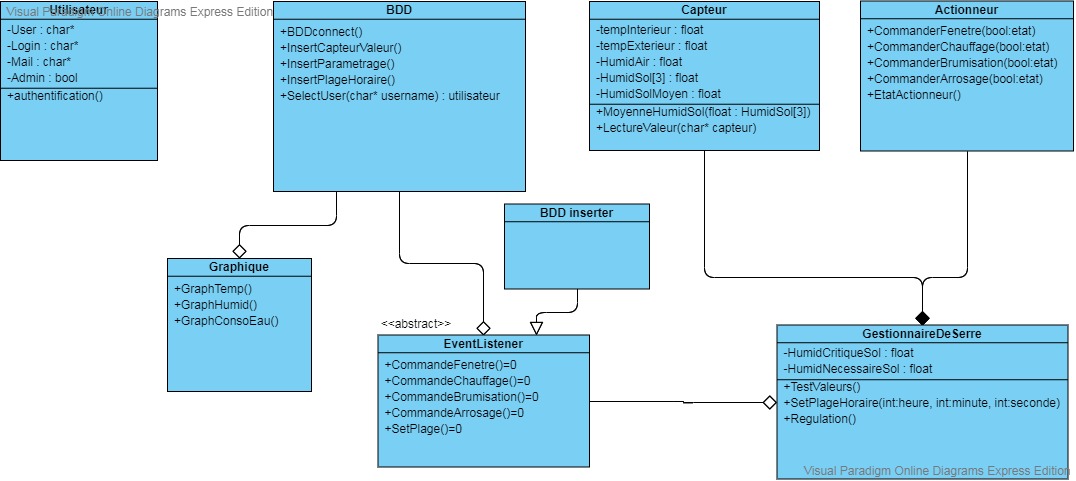 Visual Paradigm Online Diagrams Express Edition
Utilisateur
-User : char*
-Login : char*
-Mail : char*
-Admin : bool
+authentification()
BDD
+BDDconnect()
+InsertCapteurValeur()
+InsertParametrage()
+InsertPlageHoraire()
+SelectUser(char* username) : utilisateur
Capteur
-tempInterieur : float
-tempExterieur : float
-HumidAir : float
-HumidSol[3] : float
-HumidSolMoyen : float
+MoyenneHumidSol(float : HumidSol[3])
+LectureValeur(char* capteur)
Actionneur
+CommanderFenetre(bool:etat)
+CommanderChauffage(bool:etat)
+CommanderBrumisation(bool:etat)
+CommanderArrosage(bool:etat)
+EtatActionneur()
BDD inserter
Graphique
+GraphTemp()
+GraphHumid()
+GraphConsoEau()
<<abstract>>
EventListener
+CommandeFenetre()=0
+CommandeChauffage()=0
+CommandeBrumisation()=0
+CommandeArrosage()=0
+SetPlage()=0
GestionnaireDeSerre
-HumidCritiqueSol : float
-HumidNecessaireSol : float
+TestValeurs()
+SetPlageHoraire(int:heure, int:minute, int:seconde)
+Regulation()
Visual Paradigm Online Diagrams Express Edition